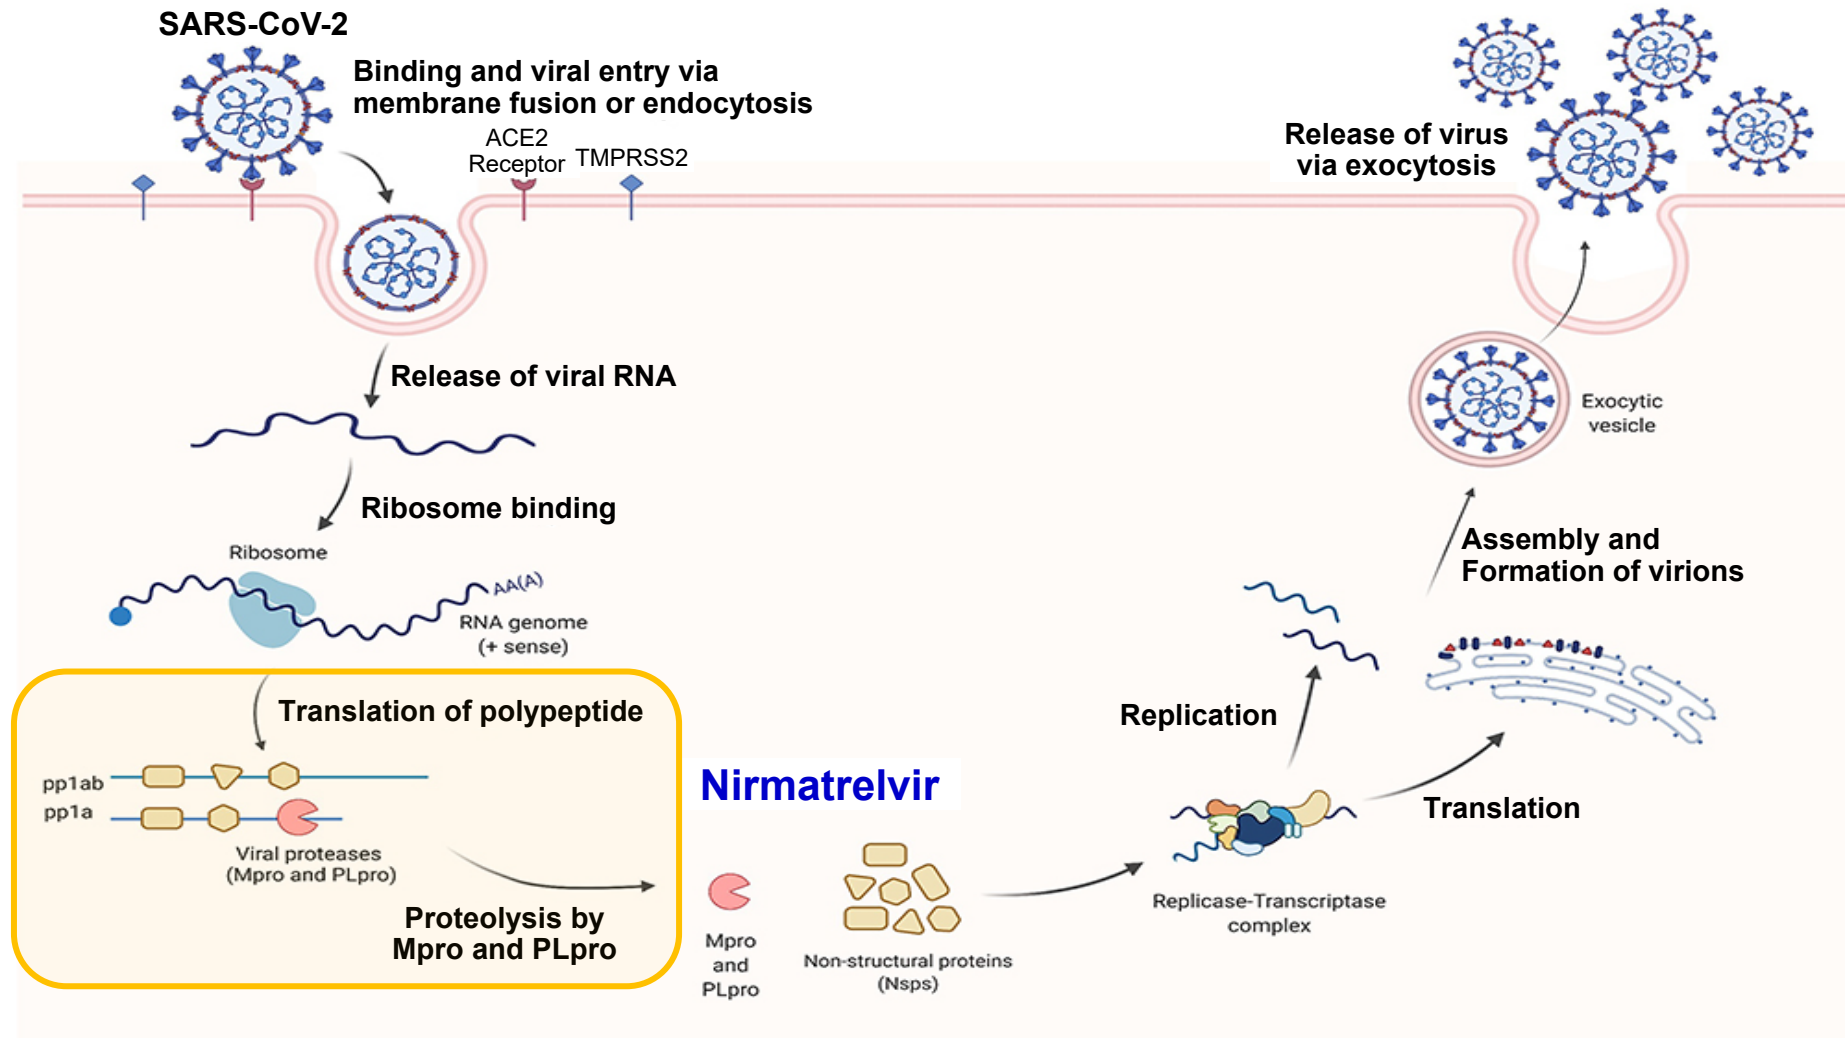 SARS-CoV-2
Binding and viral entry via
membrane fusion or endocytosis
ACE2
Receptor
TMPRSS2
Release of virus
via exocytosis
Release of viral RNA
Exocytic
vesicle
Ribosome binding
Ribosome
AA(A)
RNA genome
(+ sense)
Assembly and
Formation of virions
Translation of polypeptide
pp1ab
pp1a
Viral proteases
(Mpro and PLpro)
Proteolysis by
Mpro and PLpro
Nirmatrelvir
Mpro
and
PLpro
Non-structural proteins
(Nsps)
Replication
Translation
Replicase-Transcriptase
complex